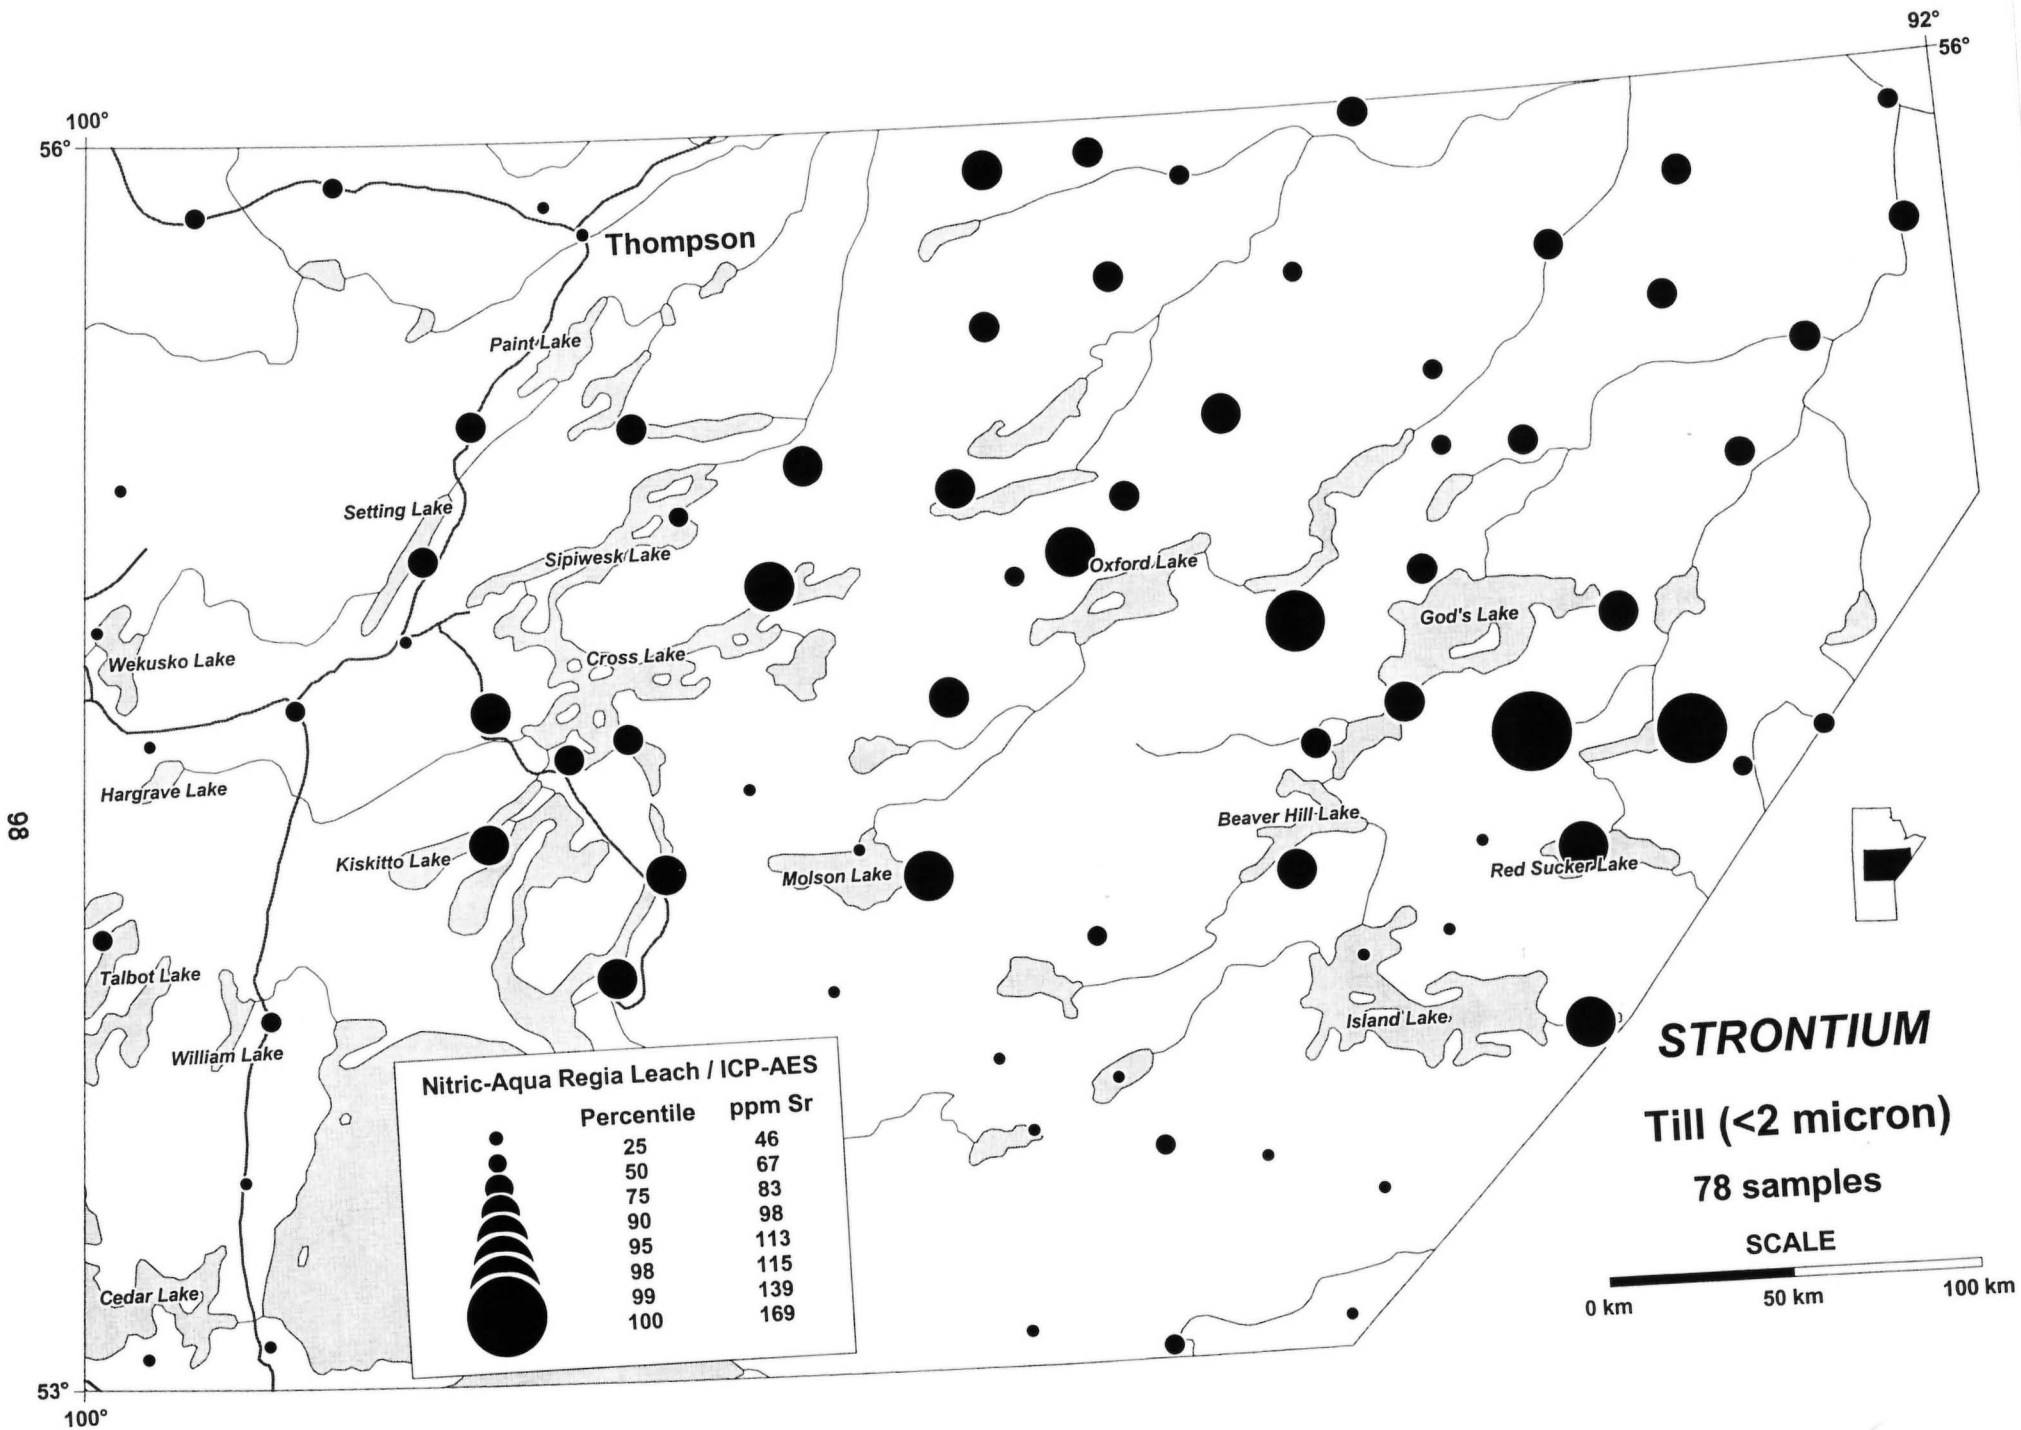 92°
56°
100°
56°
Thompson
Paint Lake
Setting Lake
Sipiwesk Lake
Oxford Lake
God's Lake
Wekusko Lake
Cross Lake
Hargrave Lake
Beaver Hill Lake
Kiskitto Lake
Molson Lake
Red Sucker Lake
98
Talbot Lake
Island Lake
William Lake
Cedar Lake
Nitric-Aqua Regia Leach / ICP-AES
Percentile ppm Sr
25 46
50 67
75 83
90 98
95 113
98 115
99 139
100 169
STRONTIUM
Till (<2 micron)
78 samples
SCALE
0 km 50 km 100 km
53°
100°